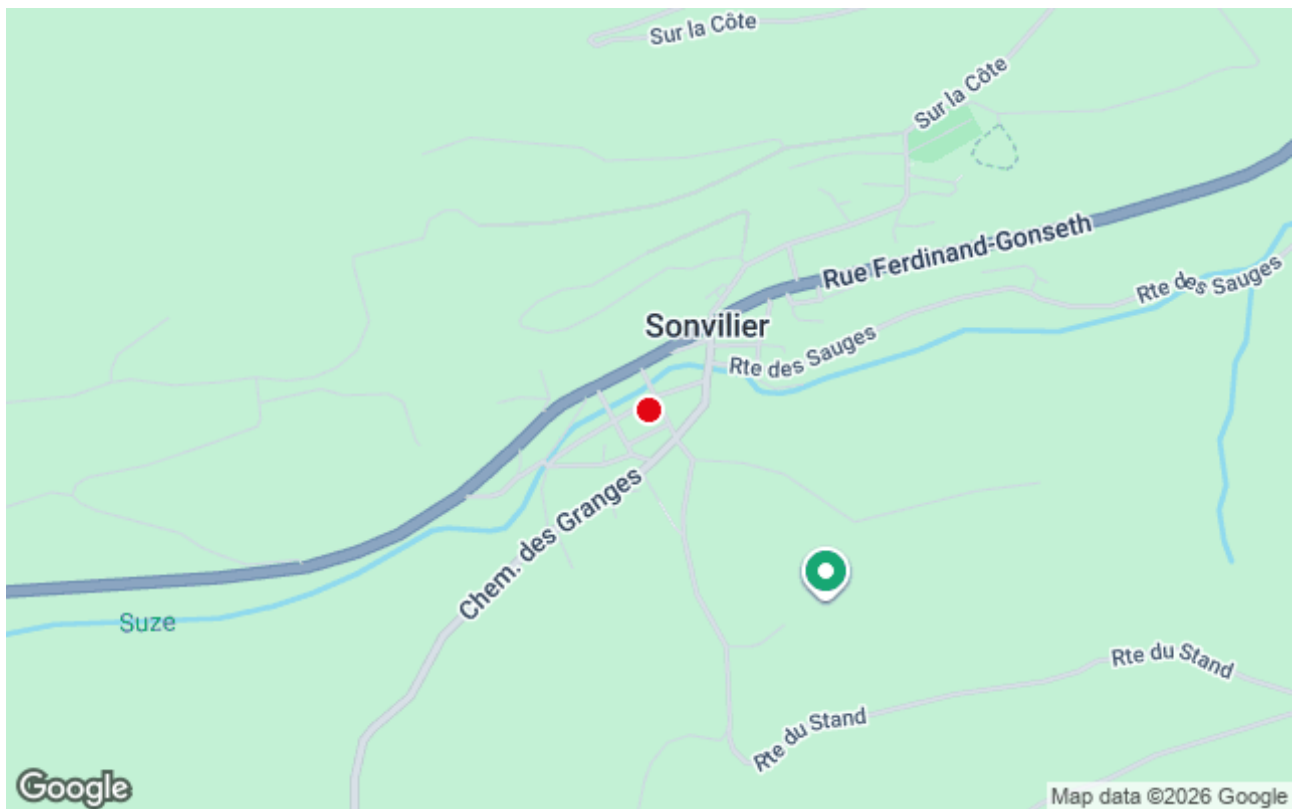 Sur la Côte
Sur la Côte
Rue Ferdinand-Gonseth
Rte des Sauges
Sonvilier
Rte des Sauges
Chem. des Granges
Suze
Rte du Stand
Rte du Stand
Google
Map data ©2026 Google